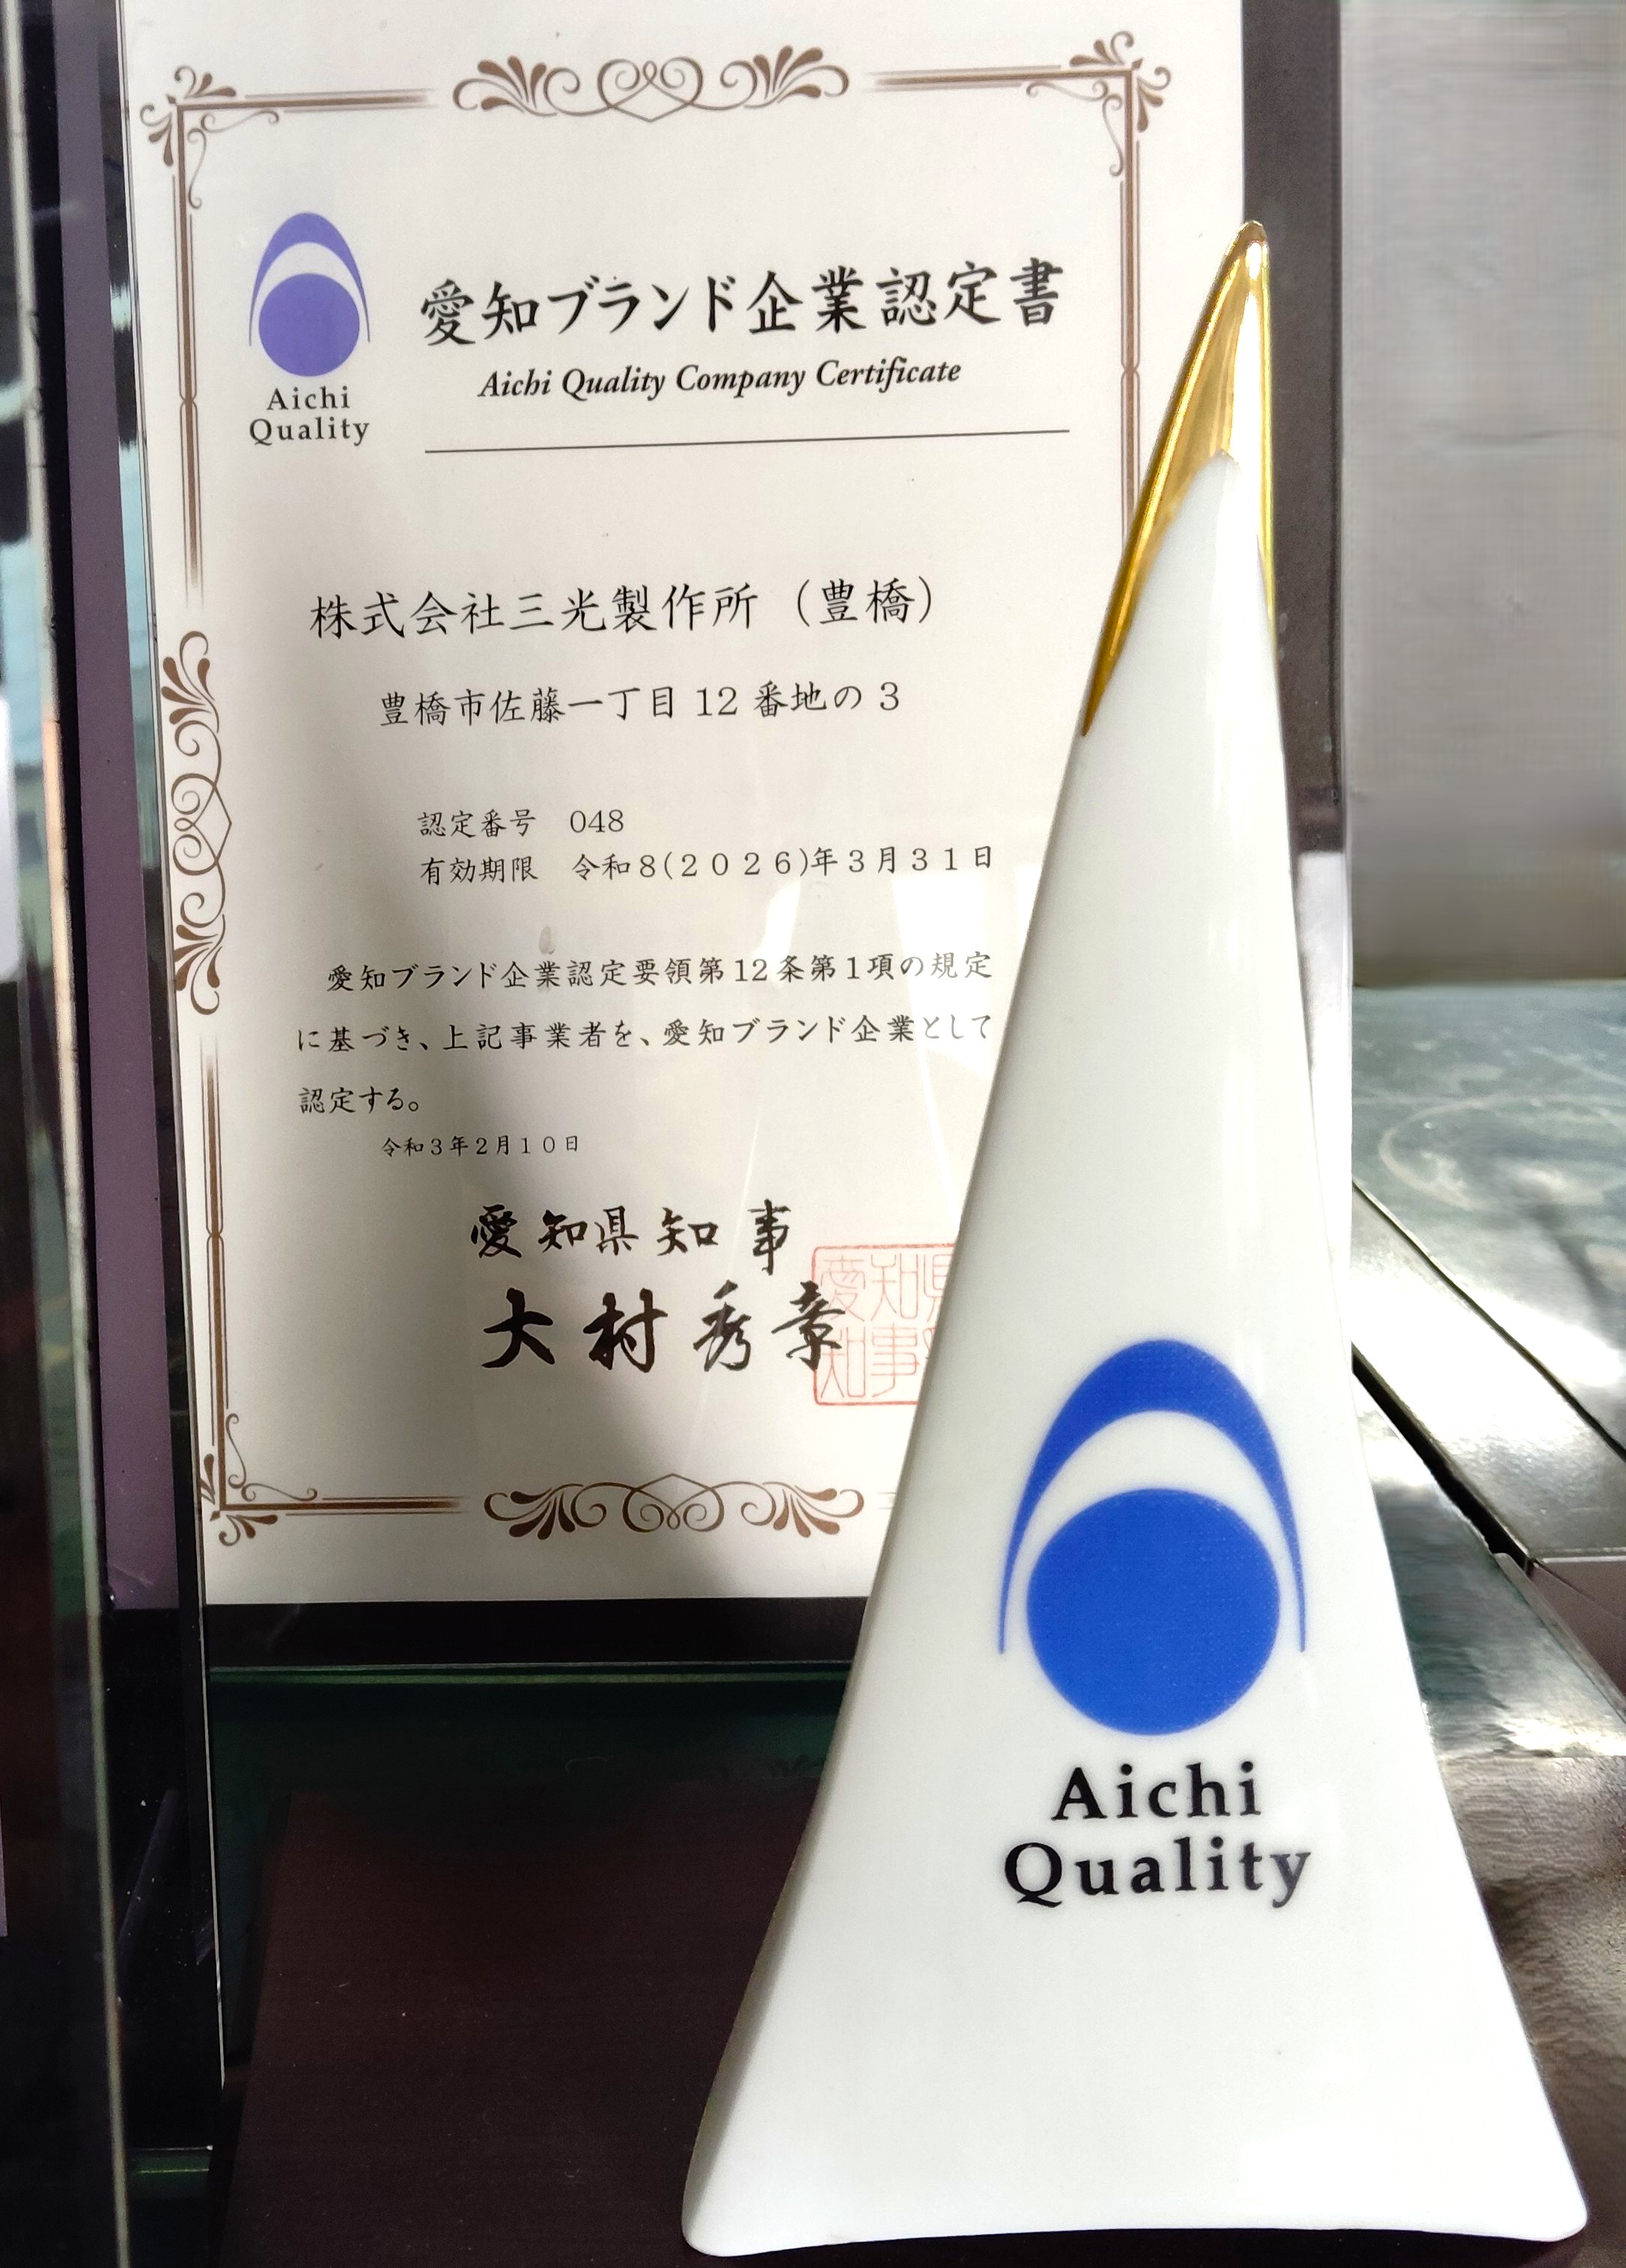 Aichi
Quality
愛知ブランド企業認定書
Aichi Quality Company Certificate
株式会社三光製作所（豊橋）
豊橋市佐藤一丁目12番地の3
認定番号　048
有効期限　令和8(2026)年3月31日
愛知ブランド企業認定要領第12条第1項の規定
に基づき、上記事業者を、愛知ブランド企業として
認定する。
令和3年2月10日
愛知県知事
大村秀章
愛知県
知事
Aichi
Quality